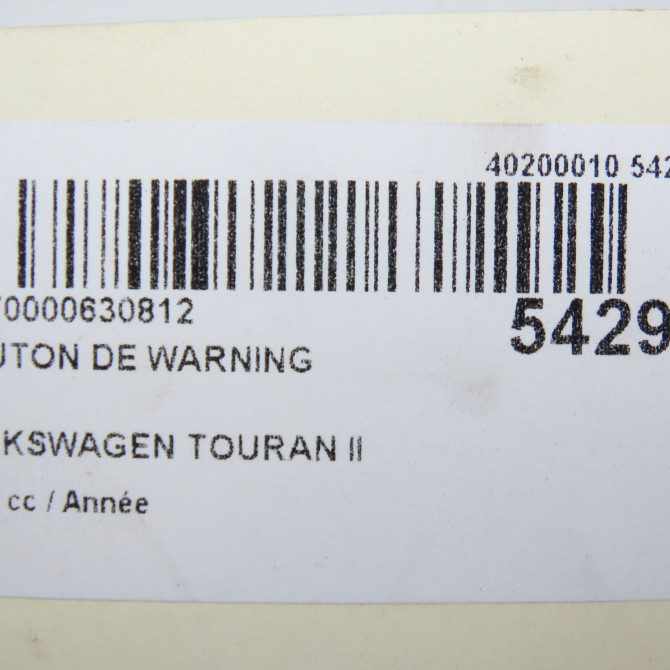 40200010 542
70000630812
5429
UTON DE WARNING
KSWAGEN TOURAN II
cc / Année